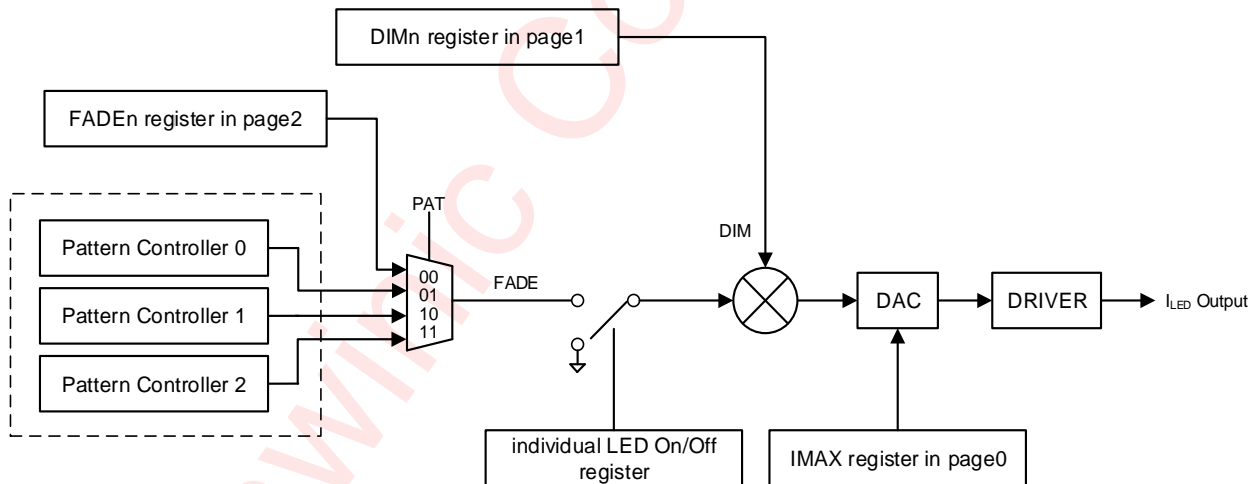 DIMn register in page1
FADEn register in page2
PAT
Pattern Controller 0
Pattern Controller 1
Pattern Controller 2
00
01
10
11
FADE
DIM
DAC
DRIVER
ILED Output
individual LED On/Off
register
IMAX register in page0